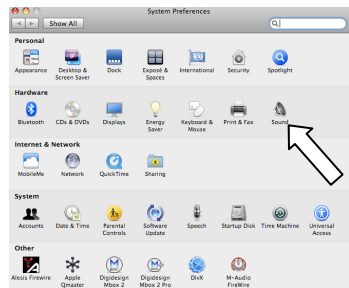 System Preferences
Show All
Personal
Appearance Desktop & Screen Saver Dock Exposé & Spaces International Security Spotlight
Hardware
Bluetooth CDs & DVDs Displays Energy Saver Keyboard & Mouse Print & Fax Sound
Internet & Network
MobileMe Network QuickTime Sharing
System
Accounts Date & Time Parental Controls Software Update Speech Startup Disk Time Machine Universal Access
Other
Alesis Firewire Apple Qmaster Digidesign Mbox 2 Digidesign Mbox 2 Pro DivX M-Audio FireWire